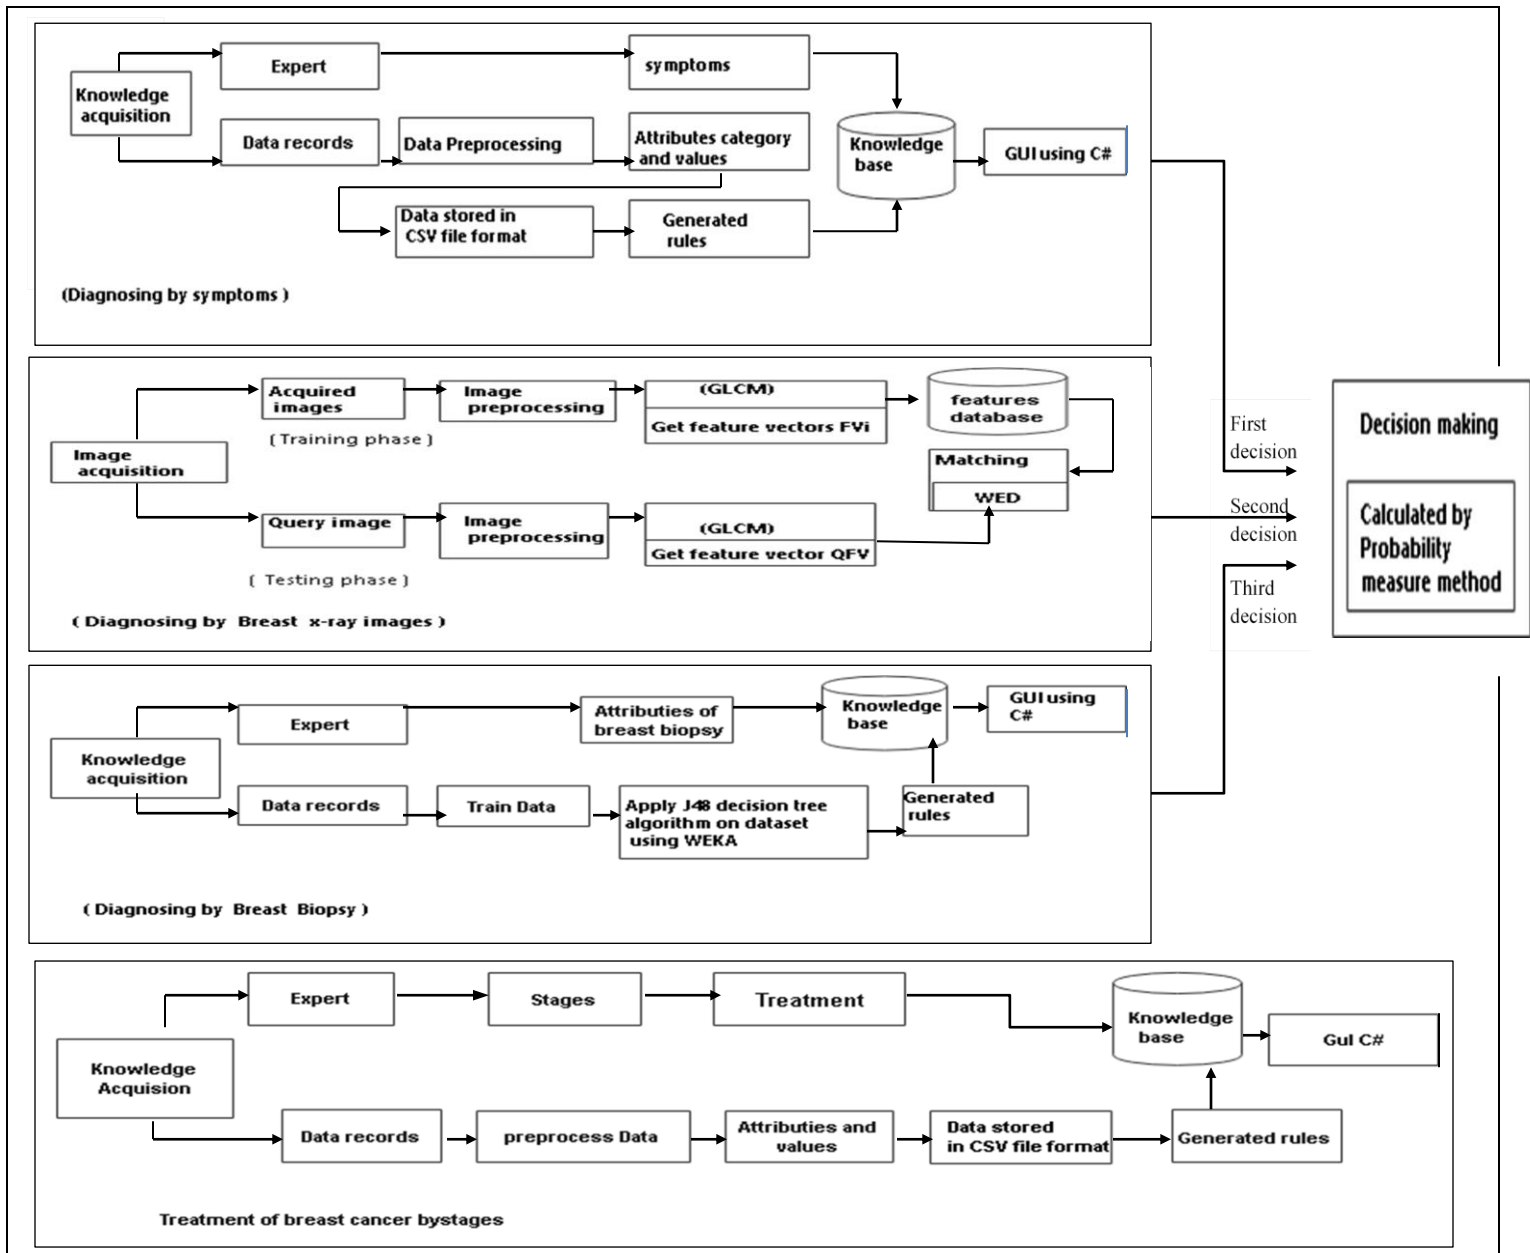 Expert
symptoms
Knowledge
acquisition
Data records
Data Preprocessing
Attributes category
and values
Knowledge
base
GUI using C#
Data stored in
CSV file format
Generated
rules
(Diagnosing by symptoms )
Acquired
images
Image
preprocessing
(GLCM)
Get feature vectors FVi
features
database
( Training phase )
Image
acquisition
Matching
WED
Query image
Image
preprocessing
(GLCM)
Get feature vector QFV
( Testing phase )
( Diagnosing by Breast x-ray images )
First
decision
Second
decision
Third
decision
Decision making
Calculated by
Probability
measure method
Expert
Attributies of
breast biopsy
Knowledge
base
GUI using
C#
Knowledge
acquisition
Data records
Train Data
Apply J48 decision tree
algorithm on dataset
using WEKA
Generated
rules
( Diagnosing by Breast Biopsy )
Expert
Stages
Treatment
Knowledge
base
GuI C#
Knowledge
Acquision
Data records
preprocess Data
Attributies and
values
Data stored
in CSV file format
Generated rules
Treatment of breast cancer bystages